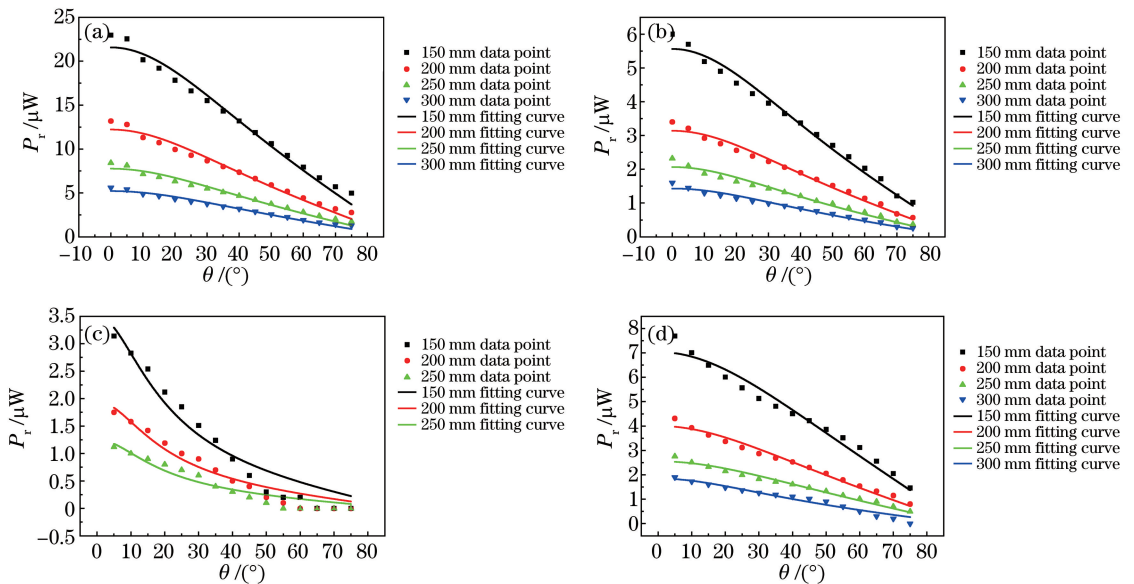 (a)
25
20
15
10
5
0
P_r /μW
−10 0 10 20 30 40 50 60 70 80
θ /(°)
150 mm data point
200 mm data point
250 mm data point
300 mm data point
150 mm fitting curve
200 mm fitting curve
250 mm fitting curve
300 mm fitting curve
(b)
6
5
4
3
2
1
0
P_r /μW
−10 0 10 20 30 40 50 60 70 80
θ /(°)
150 mm data point
200 mm data point
250 mm data point
300 mm data point
150 mm fitting curve
200 mm fitting curve
250 mm fitting curve
300 mm fitting curve
(c)
3.5
3.0
2.5
2.0
1.5
1.0
0.5
0
−0.5
P_r /μW
0 10 20 30 40 50 60 70 80
θ /(°)
150 mm data point
200 mm data point
250 mm data point
150 mm fitting curve
200 mm fitting curve
250 mm fitting curve
(d)
8
7
6
5
4
3
2
1
0
P_r /μW
0 10 20 30 40 50 60 70 80
θ /(°)
150 mm data point
200 mm data point
250 mm data point
300 mm data point
150 mm fitting curve
200 mm fitting curve
250 mm fitting curve
300 mm fitting curve